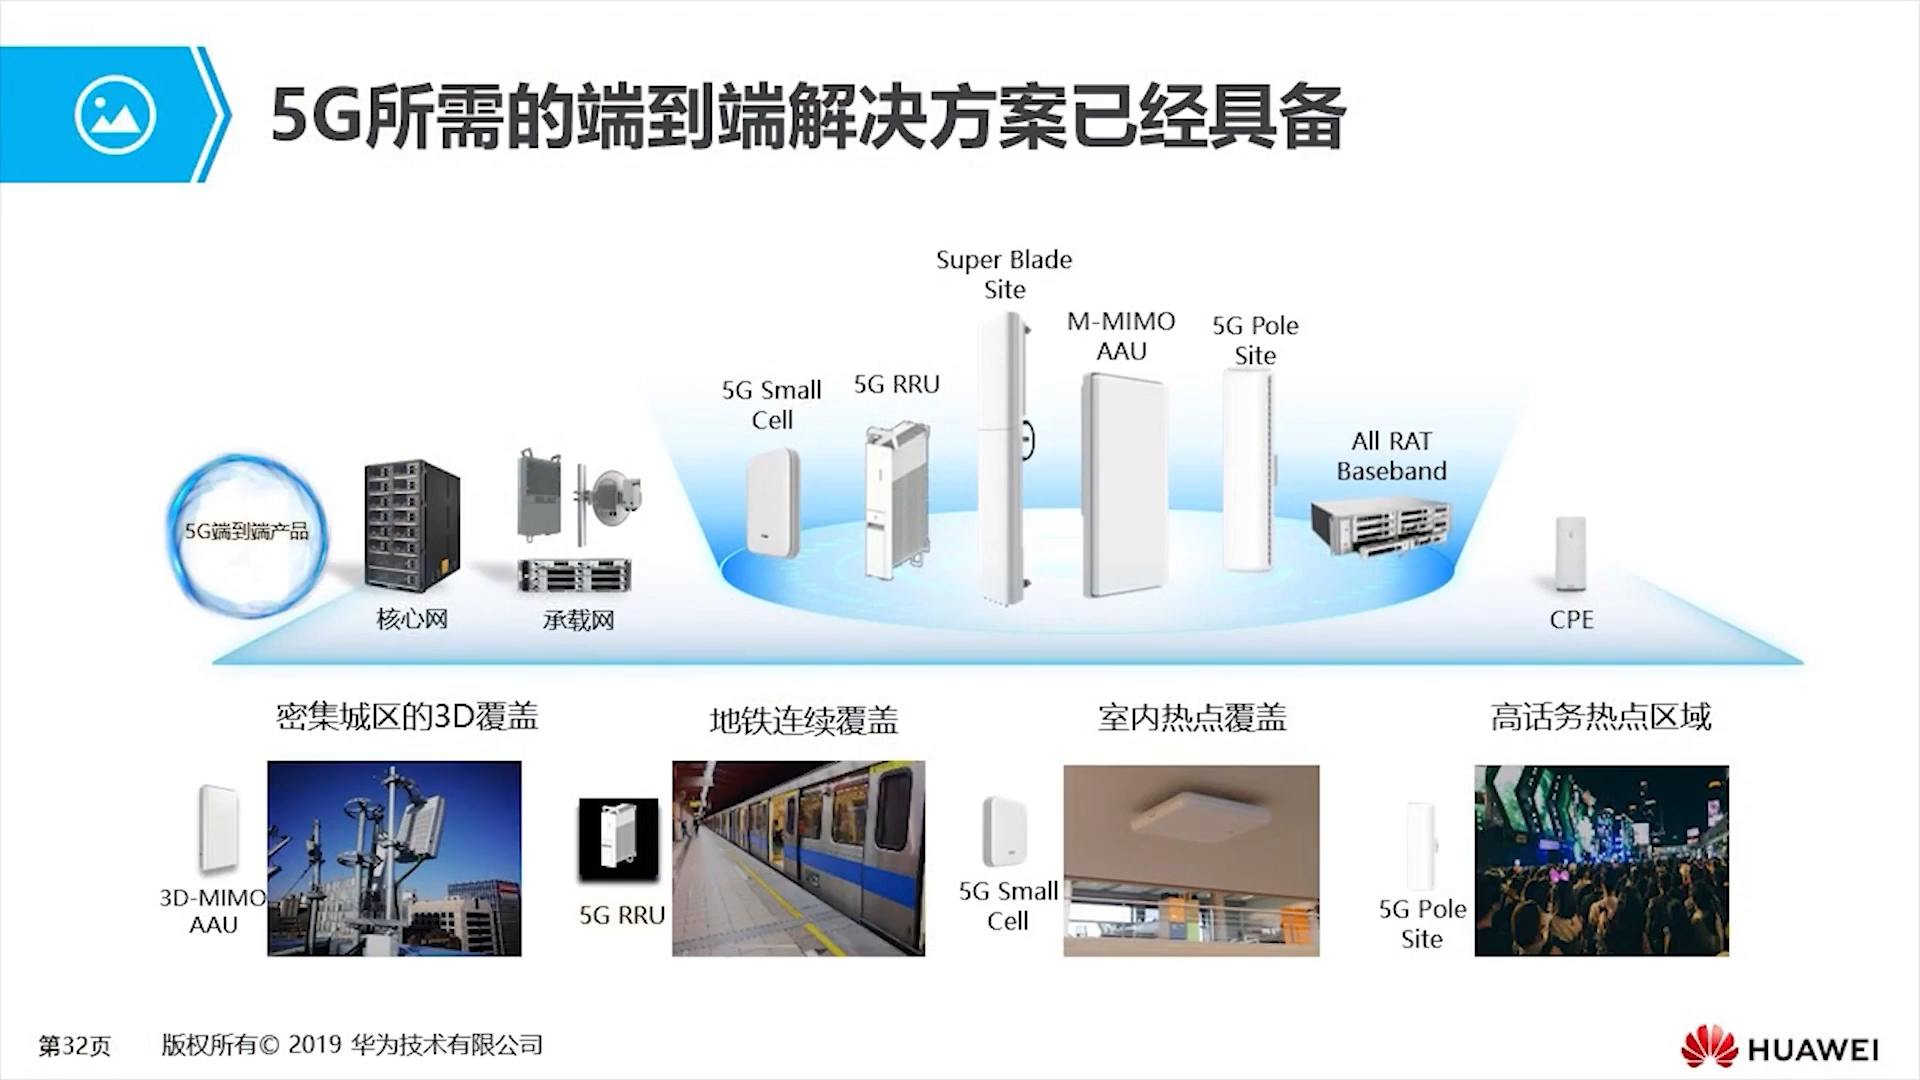 5G所需的端到端解决方案已经具备
Super Blade
Site
M-MIMO
AAU
5G Pole
Site
5G Small
Cell
5G RRU
All RAT
Baseband
5G端到端产品
核心网
承载网
CPE
密集城区的3D覆盖
地铁连续覆盖
室内热点覆盖
高话务热点区域
3D-MIMO
AAU
5G RRU
5G Small
Cell
5G Pole
Site
第32页
版权所有© 2019 华为技术有限公司
HUAWEI